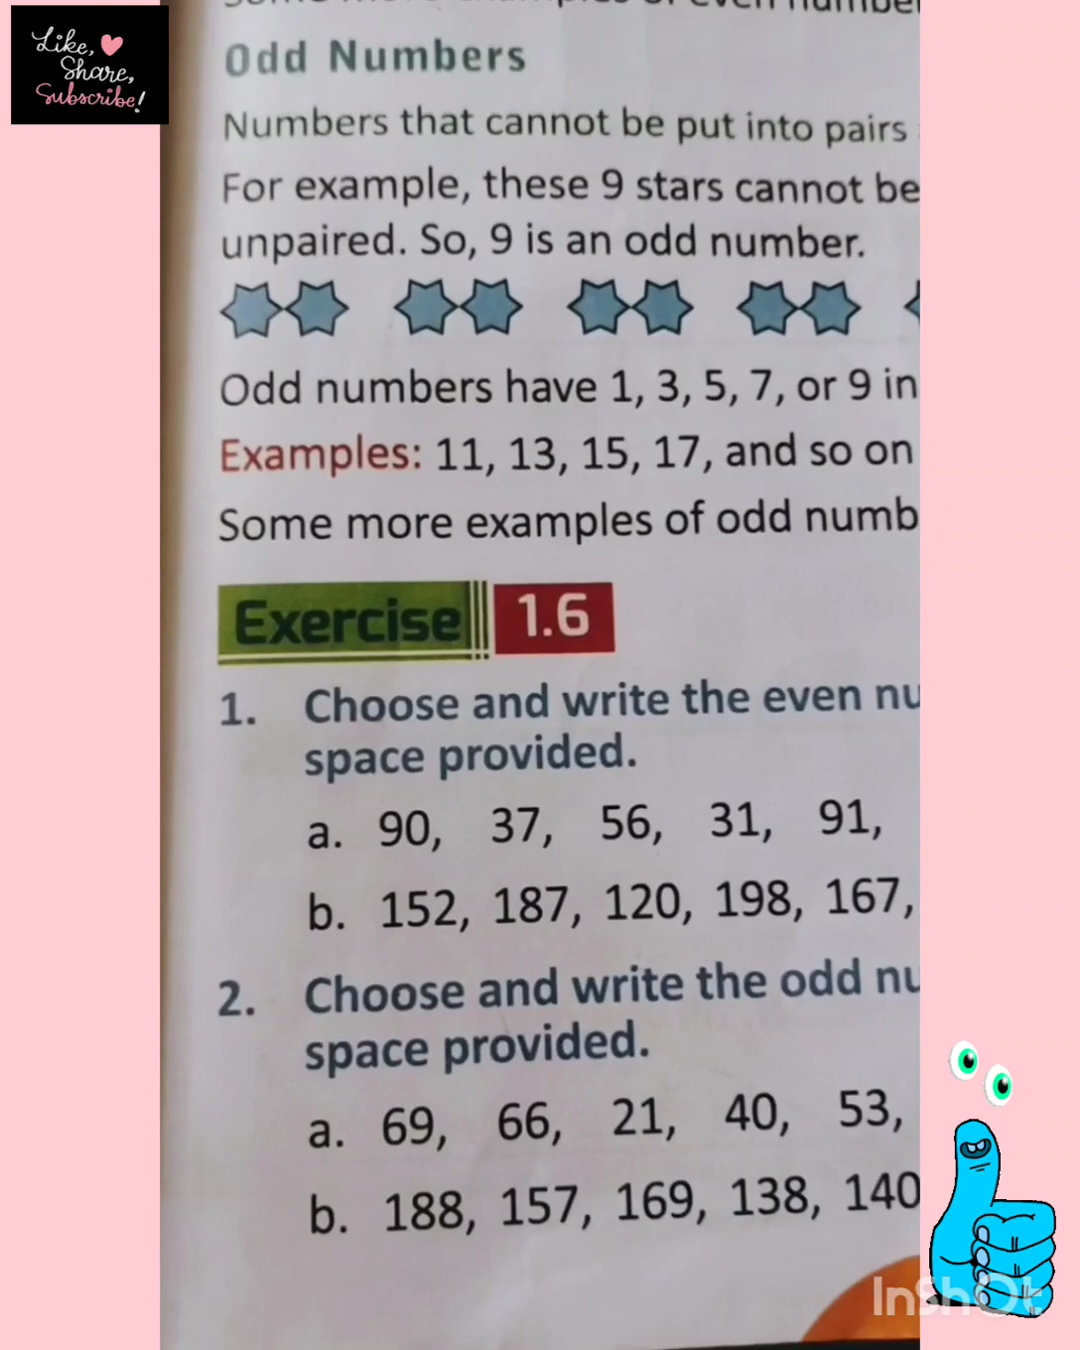 Like,
Share,
Subscribe!
Odd Numbers
Numbers that cannot be put into pairs
For example, these 9 stars cannot be
unpaired. So, 9 is an odd number.
Odd numbers have 1, 3, 5, 7, or 9 in
Examples: 11, 13, 15, 17, and so on
Some more examples of odd numb
Exercise 1.6
1. Choose and write the even nu
space provided.
a. 90, 37, 56, 31, 91,
b. 152, 187, 120, 198, 167,
2. Choose and write the odd nu
space provided.
a. 69, 66, 21, 40, 53,
b. 188, 157, 169, 138, 140
InShOt